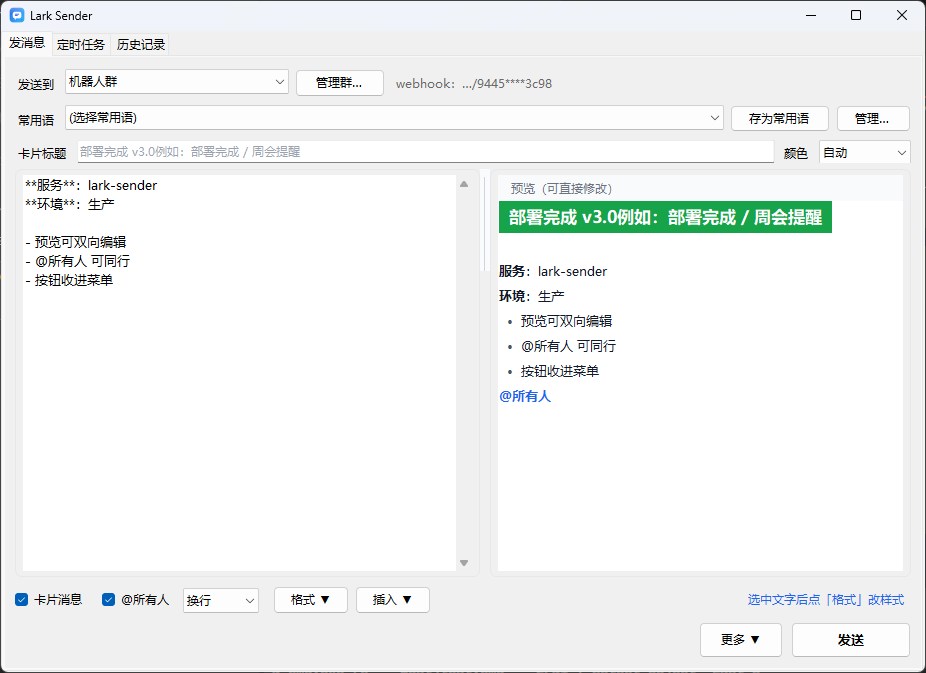 Lark Sender
发消息 定时任务 历史记录
发送到 机器人群 管理群... webhook: .../9445****3c98
常用语 (选择常用语) 存为常用语 管理...
卡片标题 部署完成 v3.0例如：部署完成 / 周会提醒 颜色 自动
**服务**：lark-sender
**环境**：生产
- 预览可双向编辑
- @所有人 可同行
- 按钮收进菜单
预览（可直接修改）
部署完成 v3.0例如：部署完成 / 周会提醒
服务：lark-sender
环境：生产
• 预览可双向编辑
• @所有人 可同行
• 按钮收进菜单
@所有人
卡片消息 @所有人 换行 格式 ▼ 插入 ▼ 选中文字后点「格式」改样式
更多 ▼ 发送